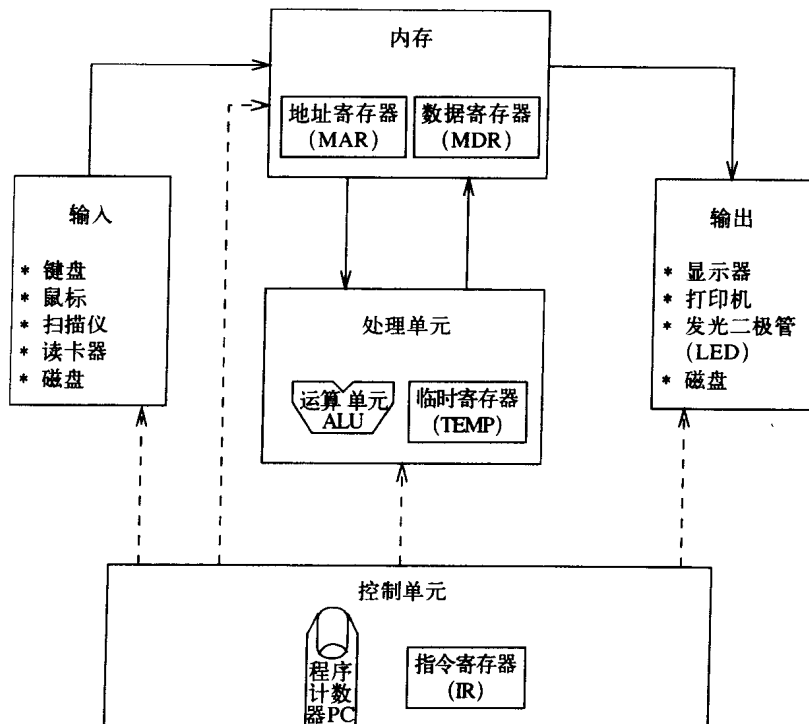 内存
地址寄存器
(MAR)
数据寄存器
(MDR)
输入
* 键盘
* 鼠标
* 扫描仪
* 读卡器
* 磁盘
处理单元
运算 单元
ALU
临时寄存器
(TEMP)
输出
* 显示器
* 打印机
* 发光二极管
(LED)
* 磁盘
控制单元
程序
计数
器PC
指令寄存器
(IR)